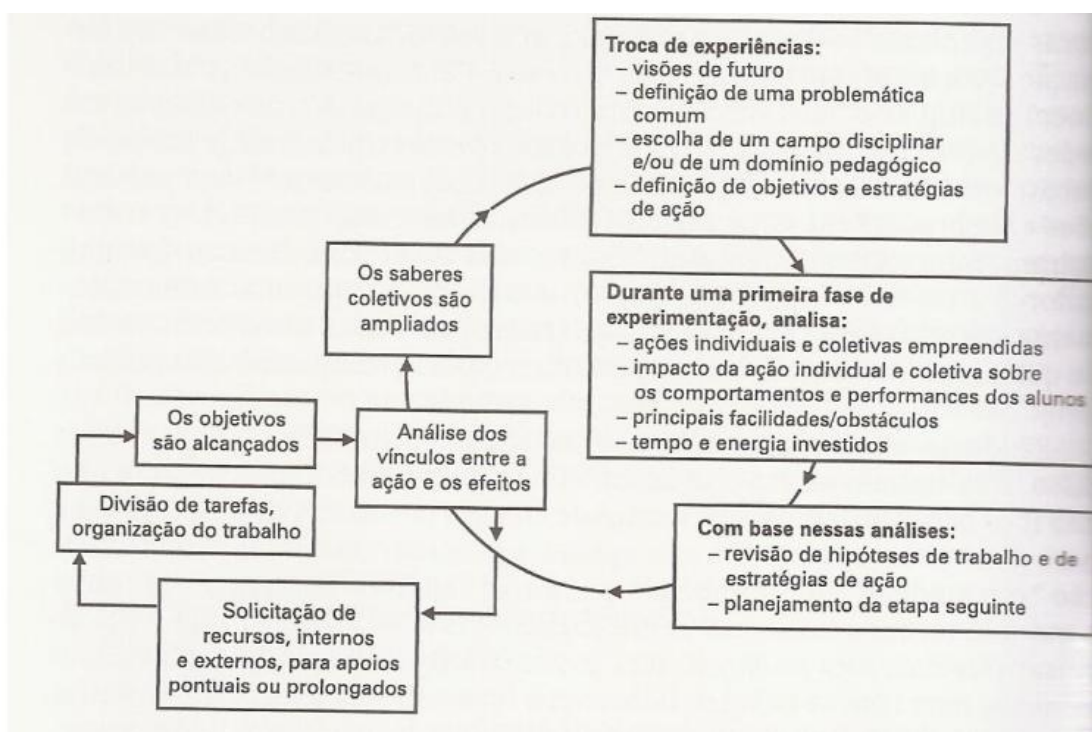 Troca de experiências:
– visões de futuro
– definição de uma problemática
comum
– escolha de um campo disciplinar
e/ou de um domínio pedagógico
– definição de objetivos e estratégias
de ação
Os saberes
coletivos são
ampliados
Durante uma primeira fase de
experimentação, analisa:
– ações individuais e coletivas empreendidas
– impacto da ação individual e coletiva sobre
os comportamentos e performances dos alunos
– principais facilidades/obstáculos
– tempo e energia investidos
Os objetivos
são alcançados
Análise dos
vínculos entre a
ação e os efeitos
Divisão de tarefas,
organização do trabalho
Com base nessas análises:
– revisão de hipóteses de trabalho e de
estratégias de ação
– planejamento da etapa seguinte
Solicitação de
recursos, internos
e externos, para apoios
pontuais ou prolongados